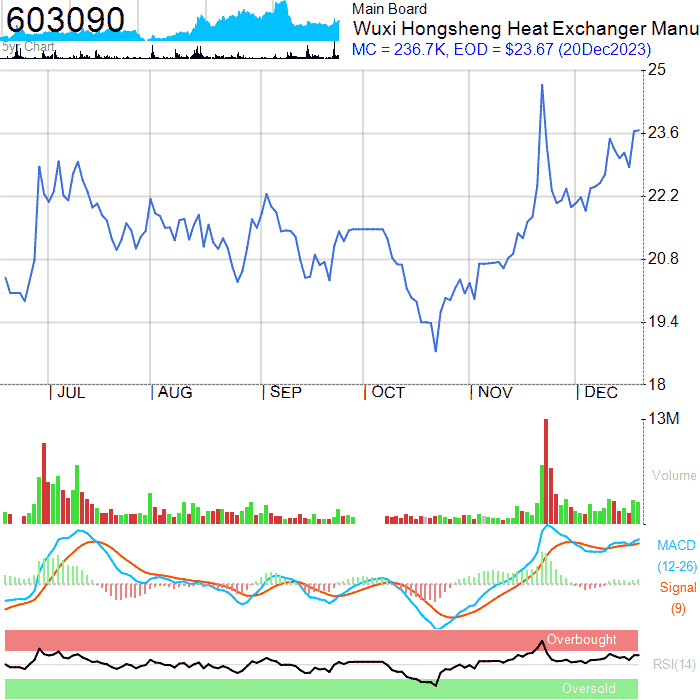 603090
5yr Chart
Main Board
Wuxi Hongsheng Heat Exchanger Manu
MC = 236.7K, EOD = $23.67 (20Dec2023)
25
23.6
22.2
20.8
19.4
18
JUL AUG SEP OCT NOV DEC
13M
Volume
MACD
(12-26)
Signal
(9)
Overbought
RSI(14)
Oversold